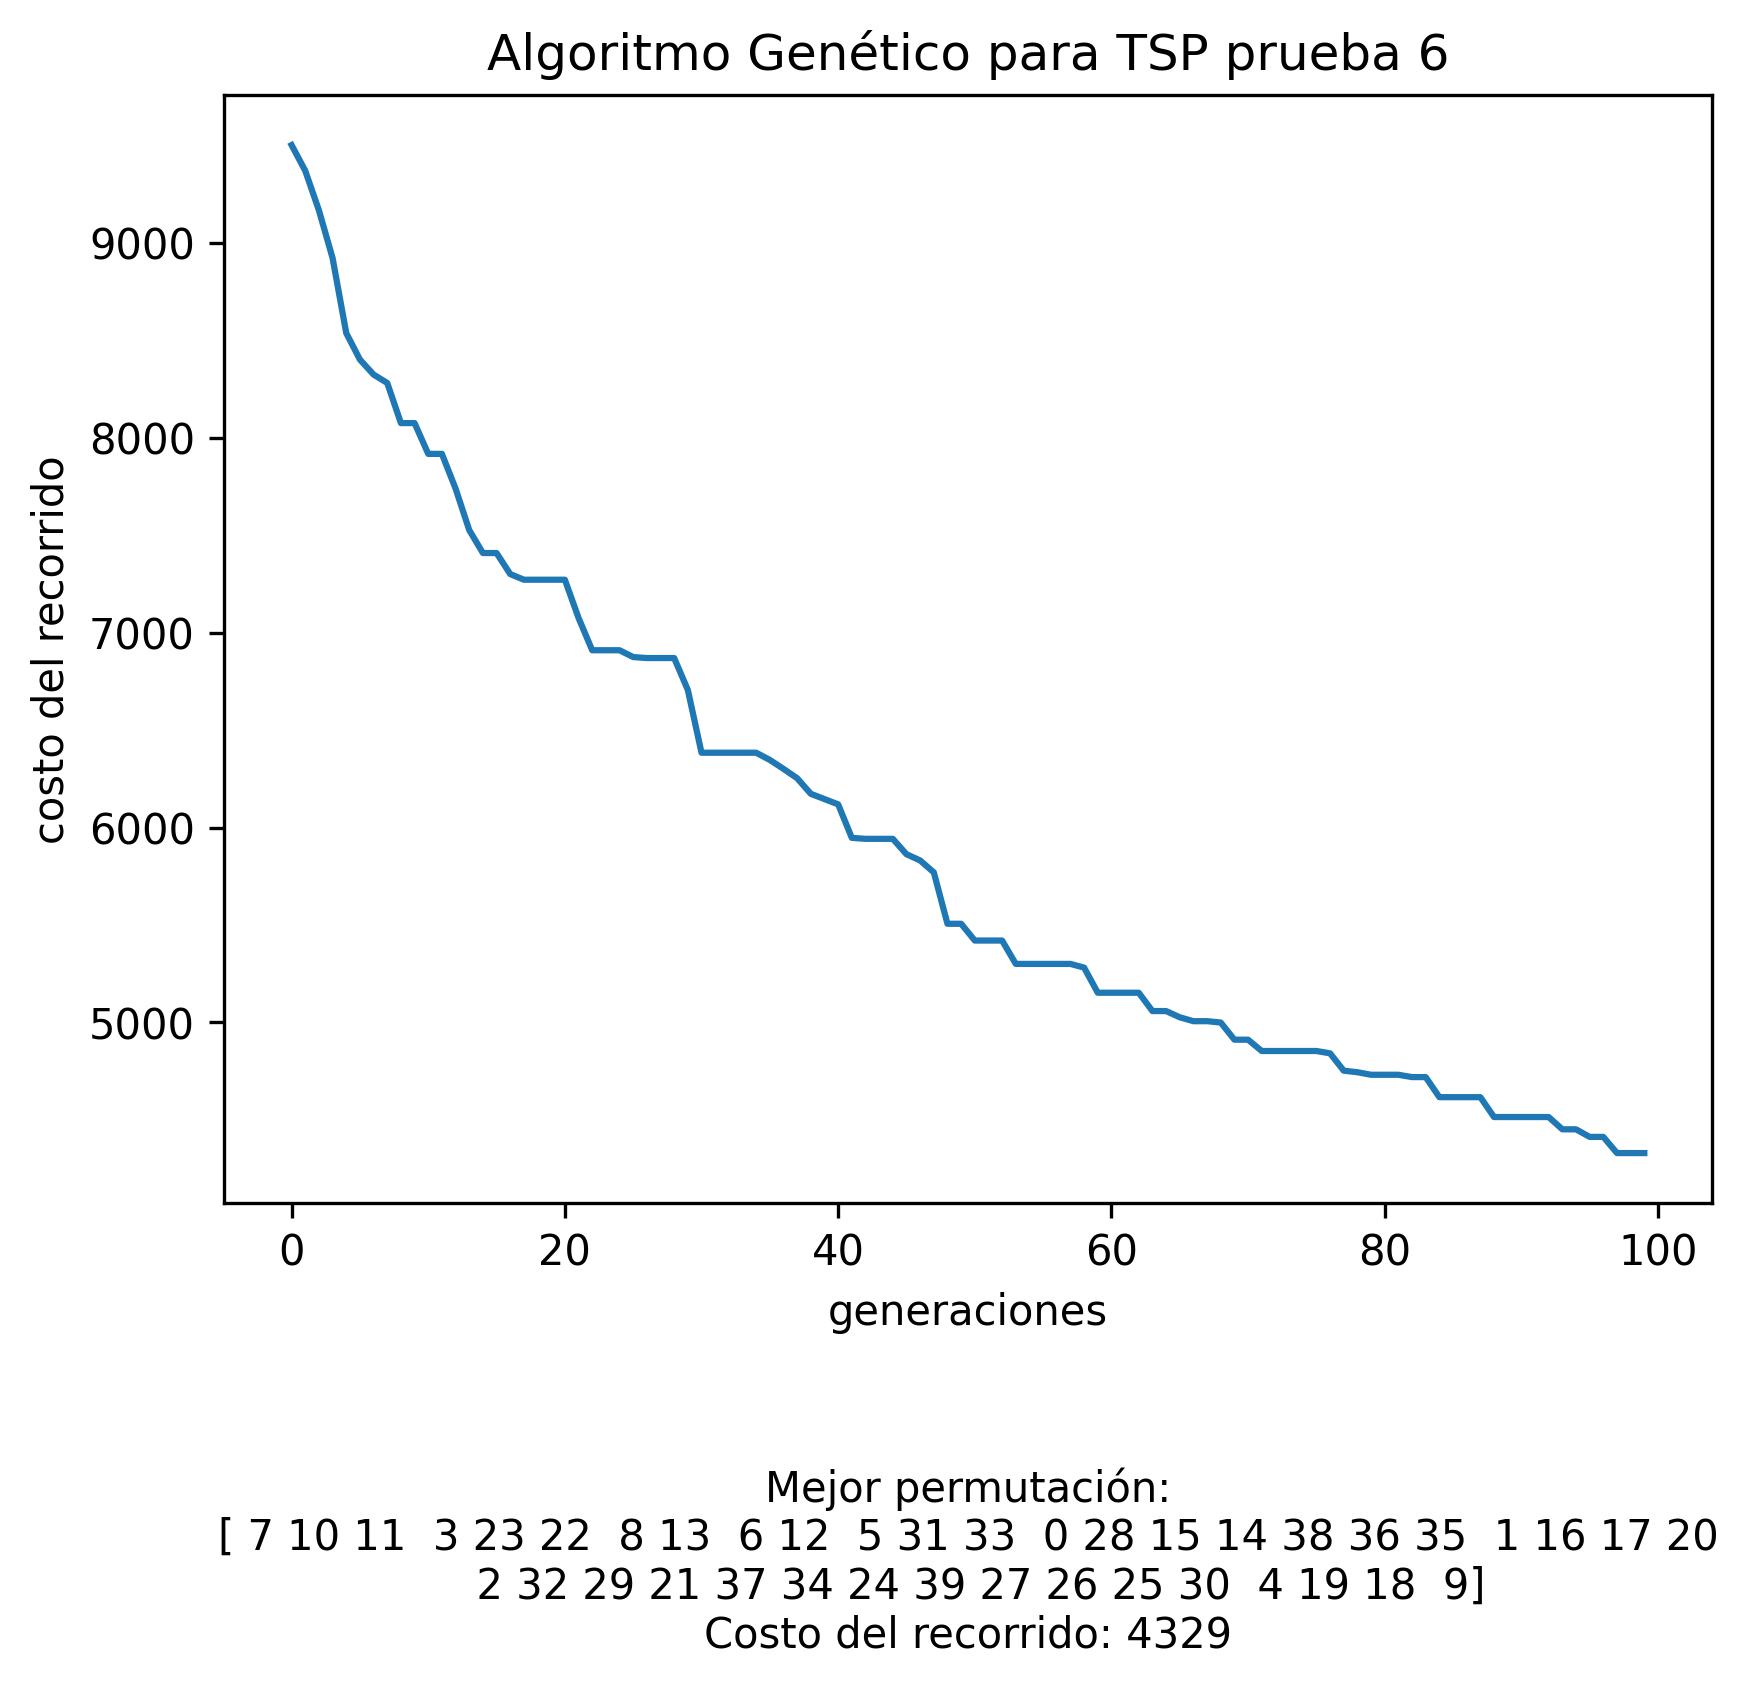 Algoritmo Genético para TSP prueba 6
9000
8000
7000
6000
5000
costo del recorrido
0 20 40 60 80 100
generaciones
Mejor permutación:
[ 7 10 11  3 23 22  8 13  6 12  5 31 33  0 28 15 14 38 36 35  1 16 17 20
2 32 29 21 37 34 24 39 27 26 25 30  4 19 18  9]
Costo del recorrido: 4329